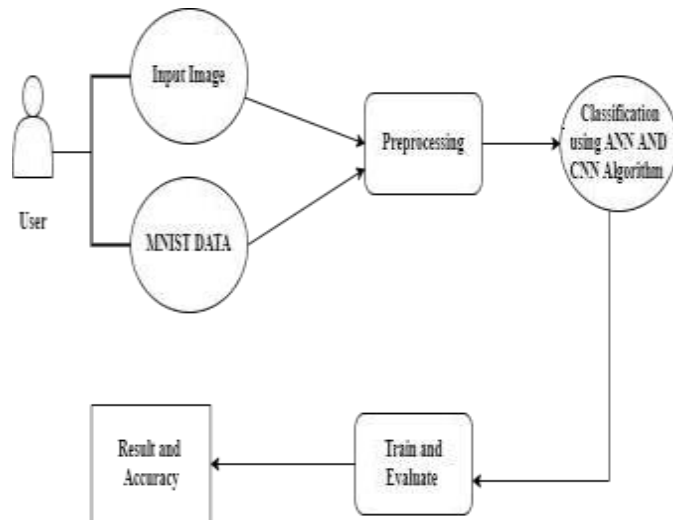 Input Image
User
MNIST DATA
Preprocessing
Classification
using ANN AND
CNN Algorithm
Train and
Evaluate
Result and
Accuracy